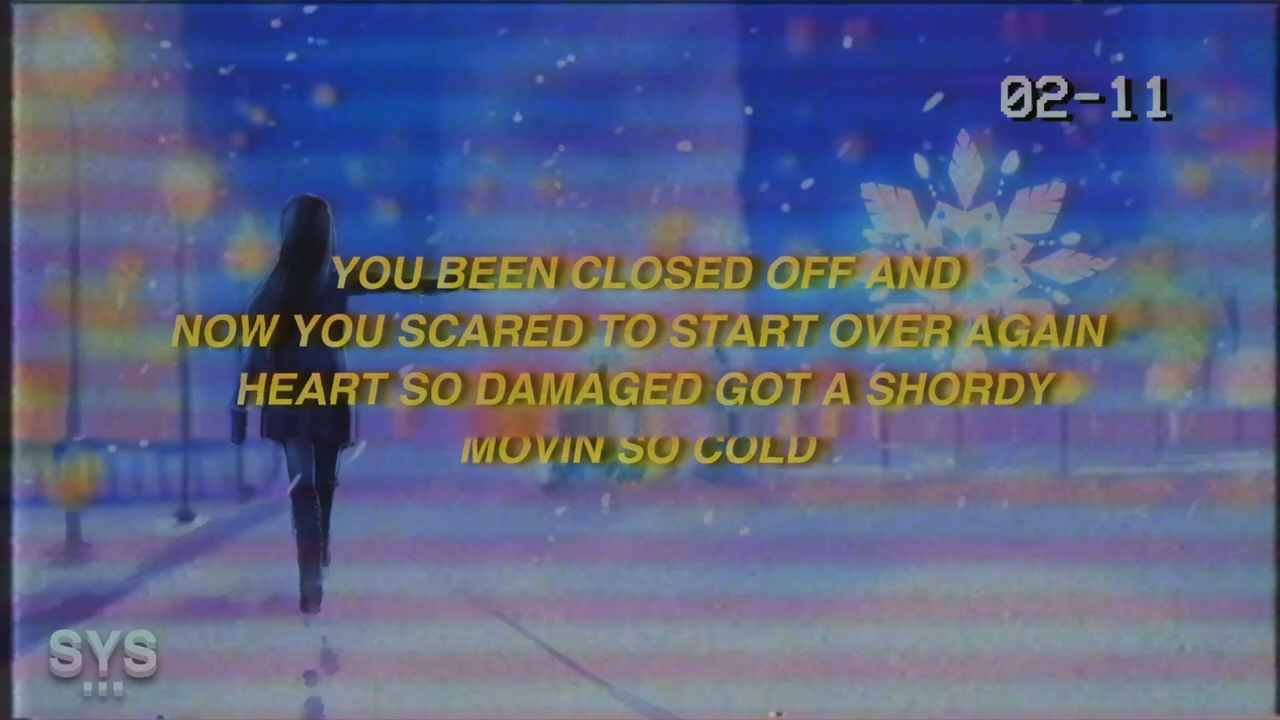 02-11
YOU BEEN CLOSED OFF AND
NOW YOU SCARED TO START OVER AGAIN
HEART SO DAMAGED GOT A SHORDY
MOVIN SO COLD
SYS